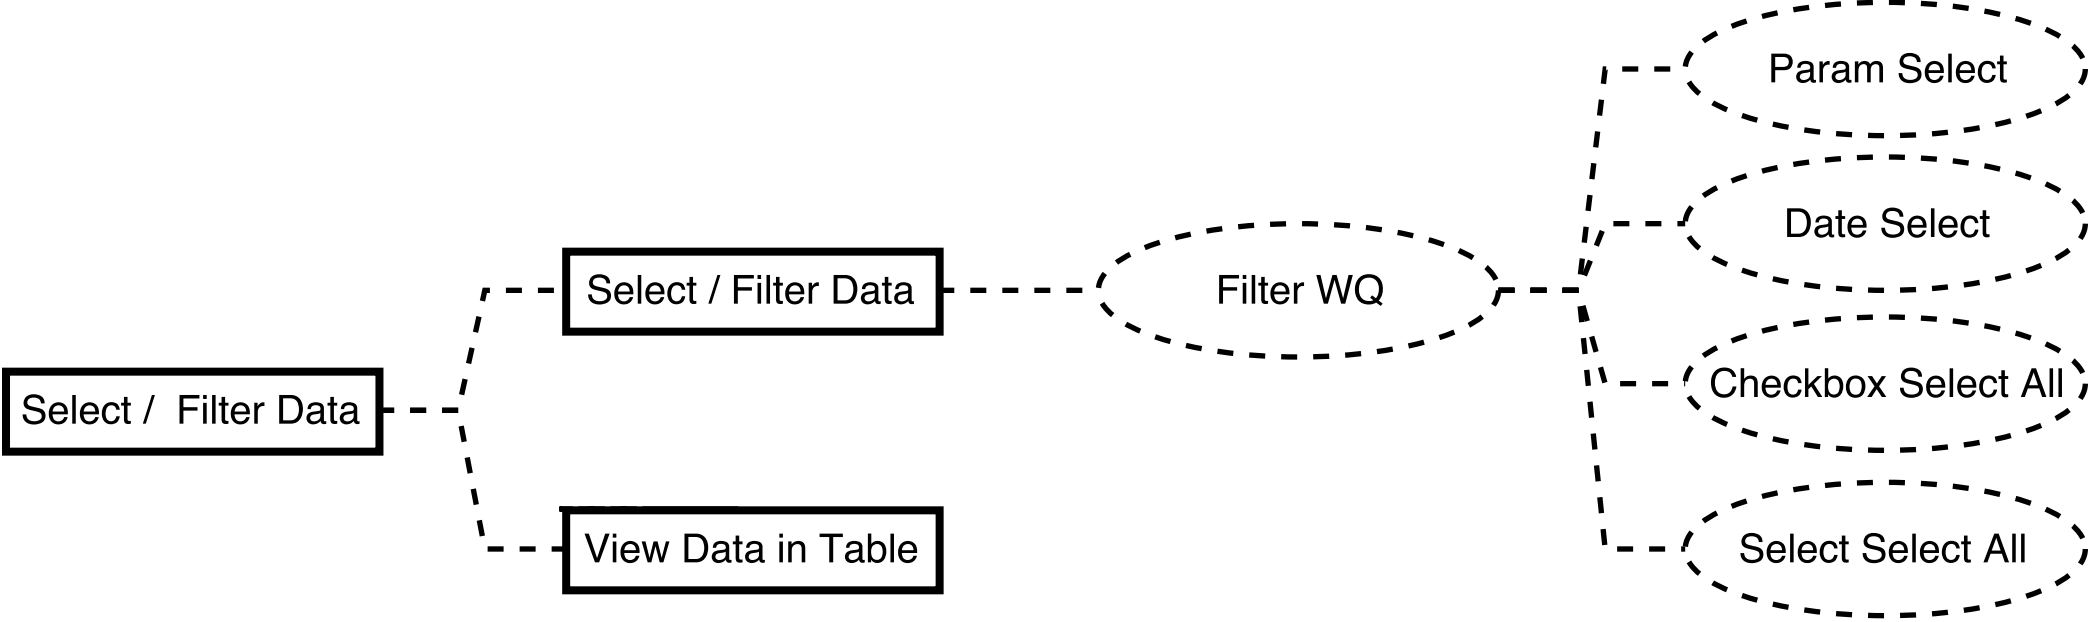 Param Select
Date Select
Select / Filter Data
Filter WQ
Checkbox Select All
Select /  Filter Data
View Data in Table
Select Select All